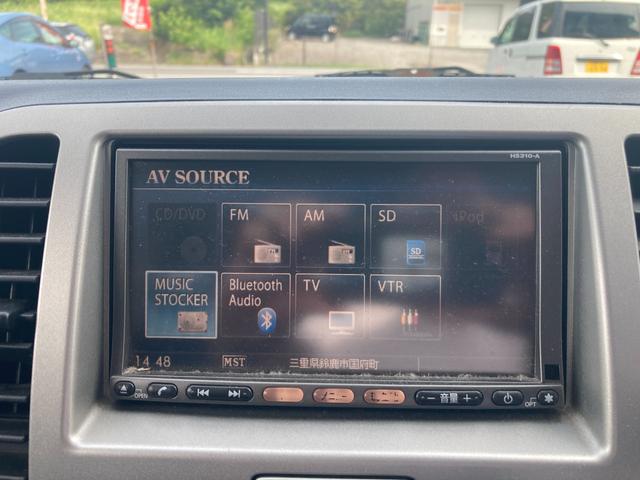 HS310-A
AV SOURCE
CD/DVD FM AM SD iPod
SD
MUSIC STOCKER
Bluetooth Audio
TV
VTR
14 48 MST 三重県鈴鹿市国府町
OPEN
− 音量 +
OPT